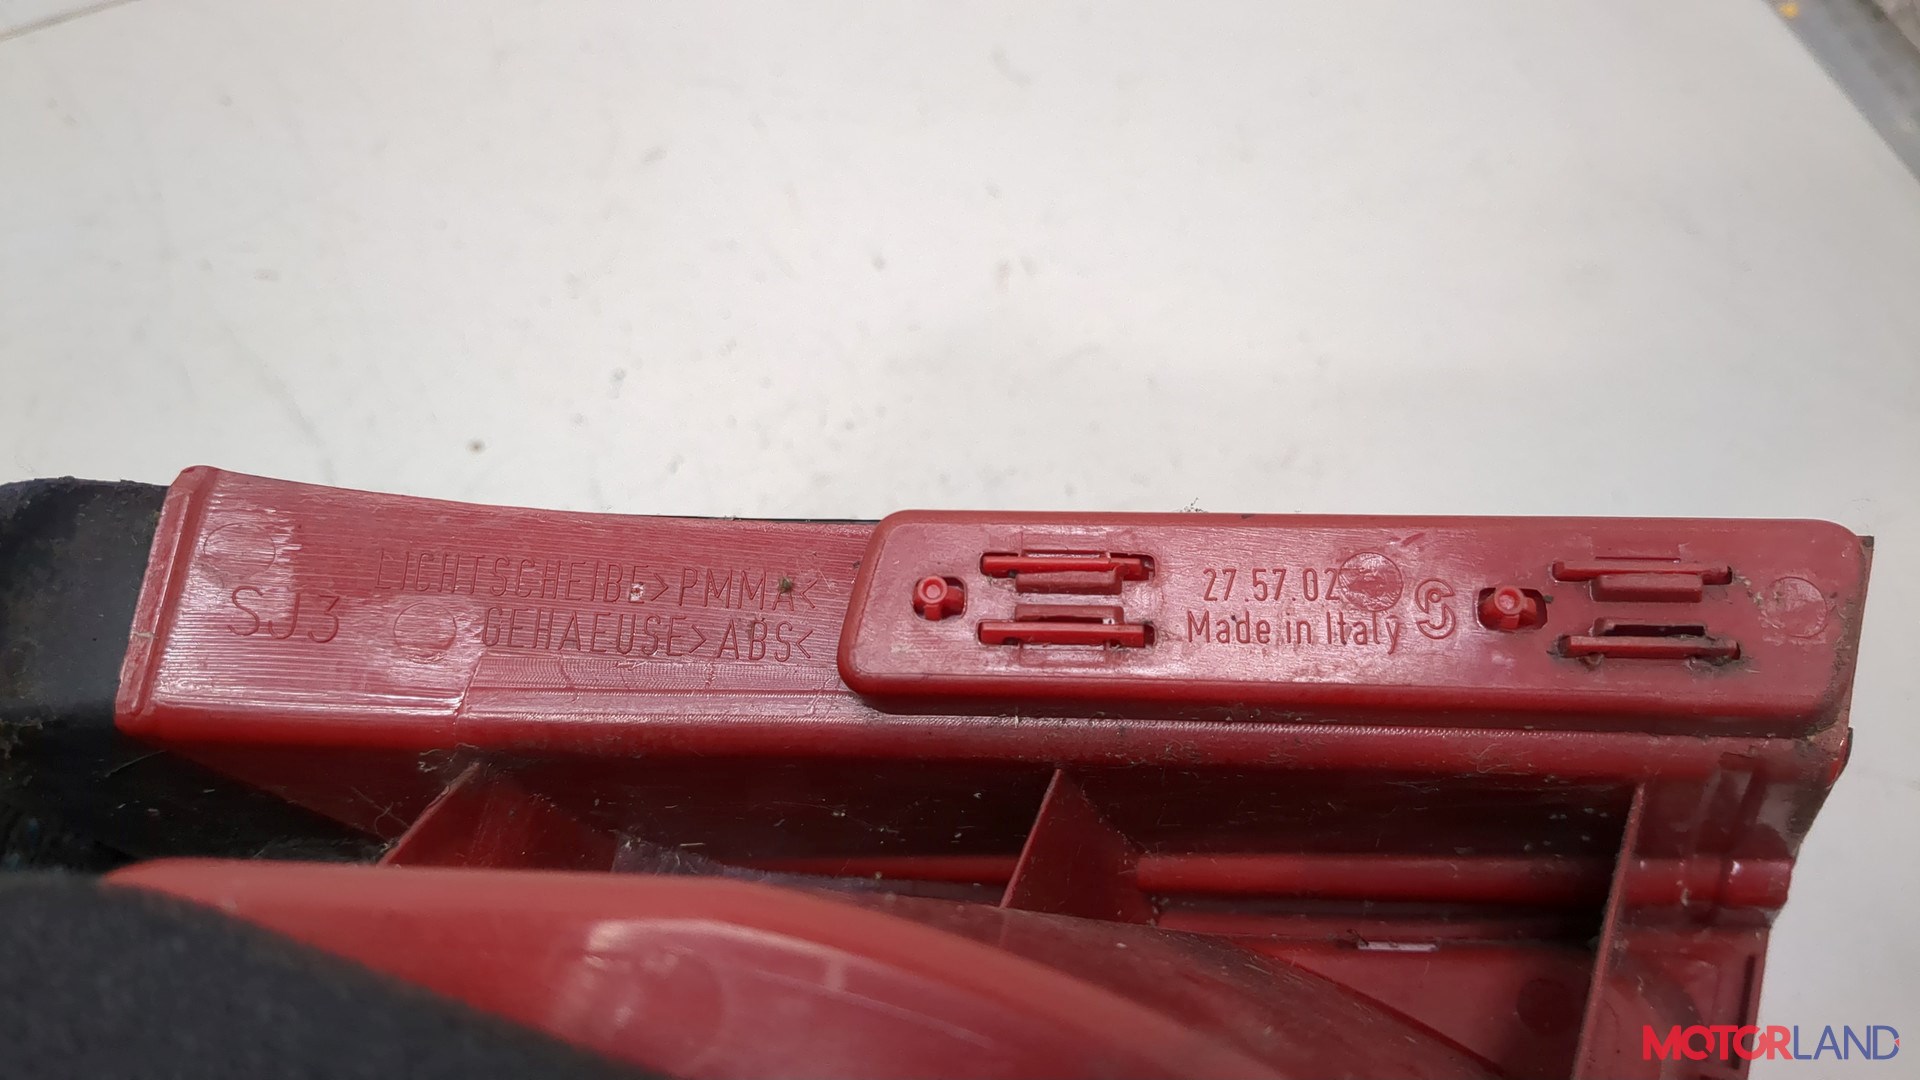 LICHTSCHEIBE>PMMA<
SJ3
GEHAEUSE>ABS<
27.57.02
Made in Italy
MOTORLAND